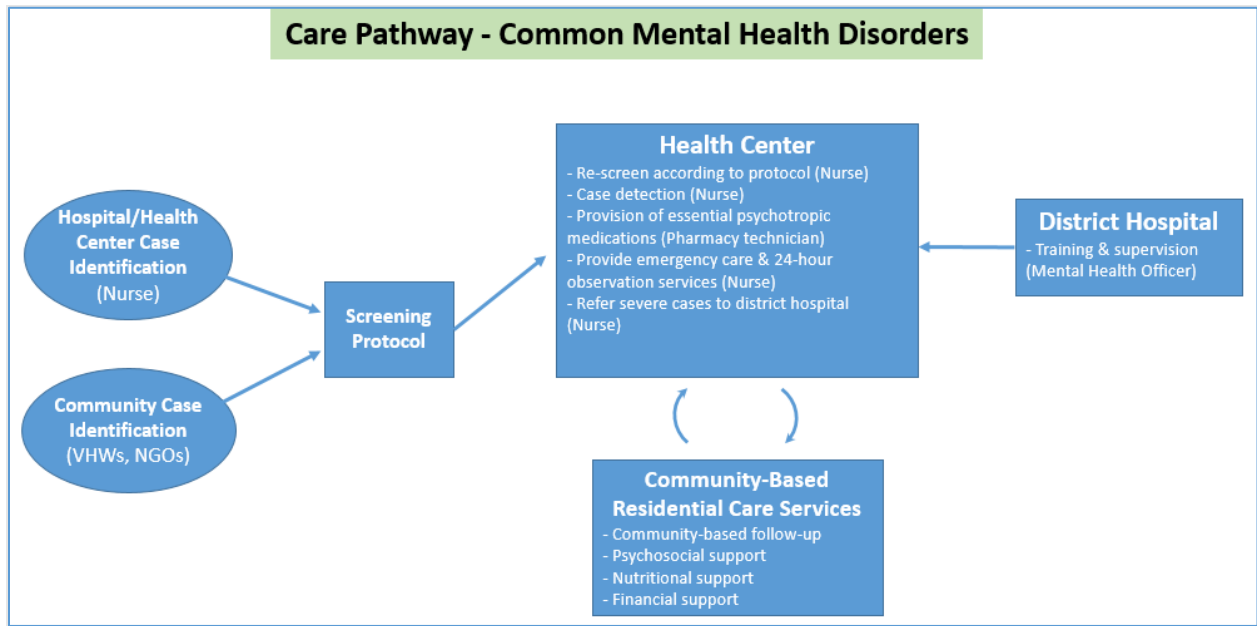 Care Pathway - Common Mental Health Disorders
Hospital/Health
Center Case
Identification
(Nurse)
Community Case
Identification
(VHWs, NGOs)
Screening
Protocol
Health Center
- Re-screen according to protocol (Nurse)
- Case detection (Nurse)
- Provision of essential psychotropic
medications (Pharmacy technician)
- Provide emergency care & 24-hour
observation services (Nurse)
- Refer severe cases to district hospital
(Nurse)
District Hospital
- Training & supervision
(Mental Health Officer)
Community-Based
Residential Care Services
- Community-based follow-up
- Psychosocial support
- Nutritional support
- Financial support